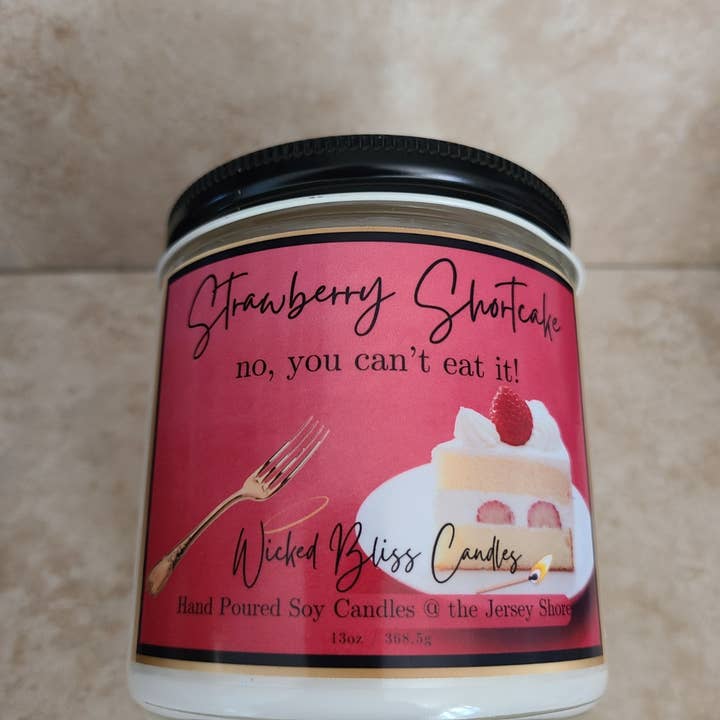 Strawberry Shortcake
no, you can't eat it!
Wicked Bliss Candles
Hand Poured Soy Candles @ the Jersey Shore
13oz / 368.5g